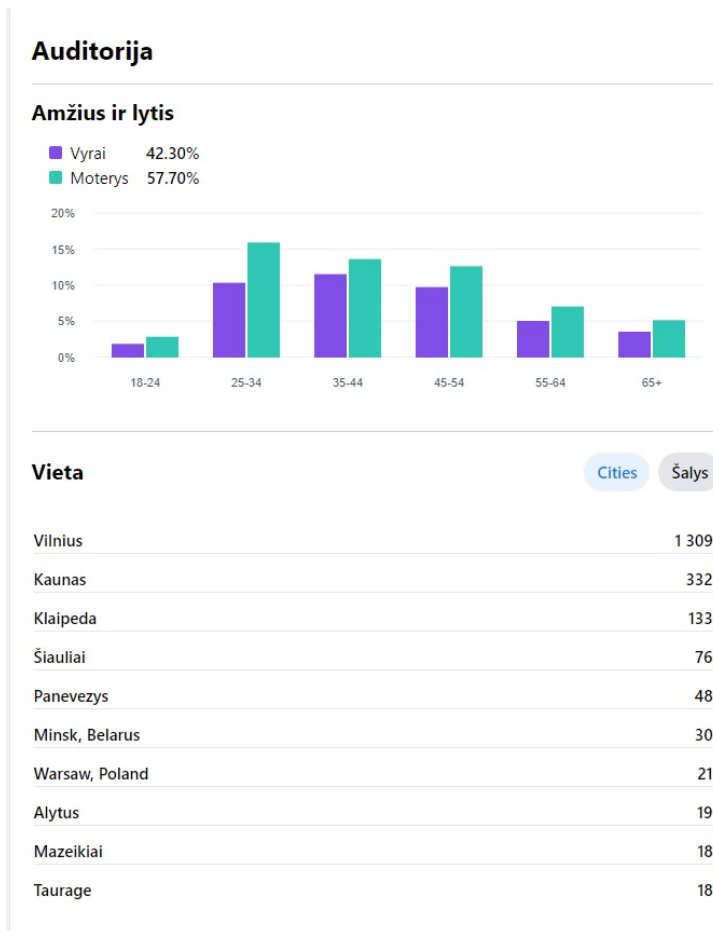 Auditorija
Amžius ir lytis
Vyrai 42.30%
Moterys 57.70%
20%
15%
10%
5%
0%
18-24 25-34 35-44 45-54 55-64 65+
Vieta Cities Šalys
Vilnius 1 309
Kaunas 332
Klaipeda 133
Šiauliai 76
Panevezys 48
Minsk, Belarus 30
Warsaw, Poland 21
Alytus 19
Mazeikiai 18
Taurage 18